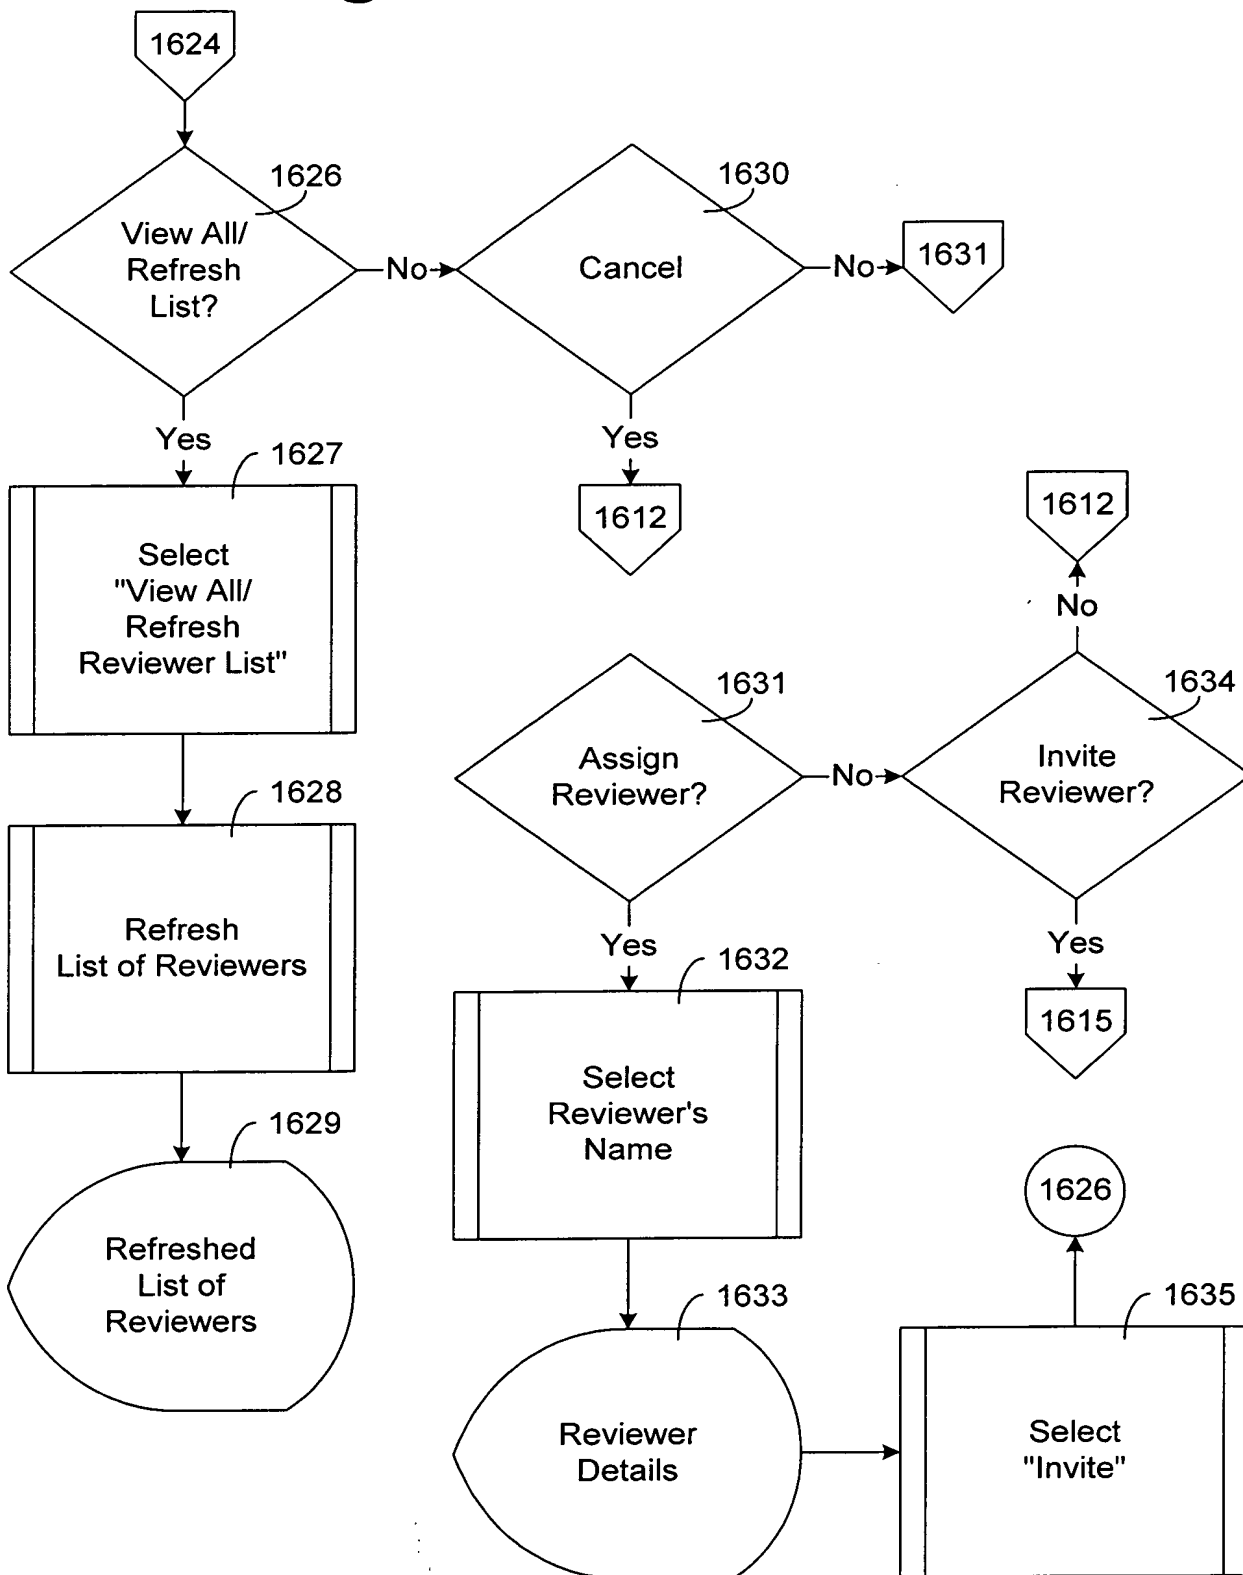 1624
1626
View All/
Refresh
List?
No
1630
Cancel
No
1631
Yes
Yes
1627
Select
"View All/
Refresh
Reviewer List"
1612
1612
No
1628
Refresh
List of Reviewers
1631
Assign
Reviewer?
No
1634
Invite
Reviewer?
Yes
Yes
1632
Select
Reviewer's
Name
1615
1629
Refreshed
List of
Reviewers
1626
1633
Reviewer
Details
1635
Select
"Invite"